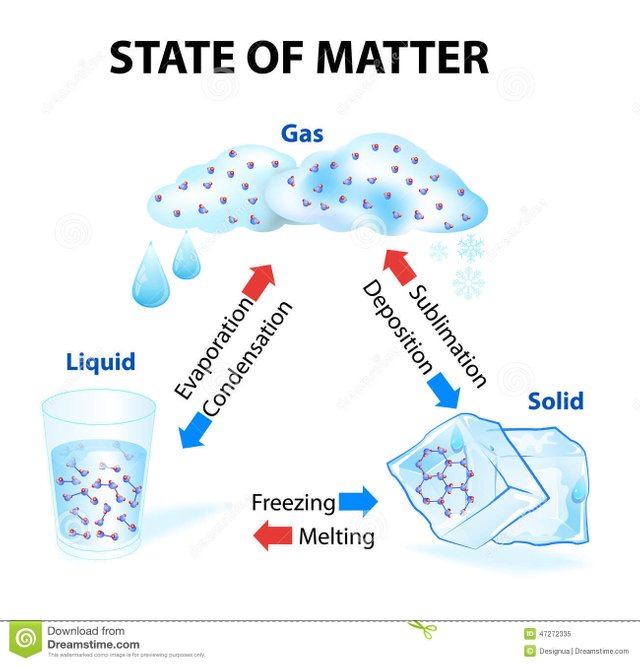 STATE OF MATTER
Gas
Evaporation
Condensation
Sublimation
Deposition
Liquid
Solid
Freezing
Melting
Download from
Dreamstime.com
This watermarked comp image is for previewing purposes only.
ID 47272335
© Designua | Dreamstime.com